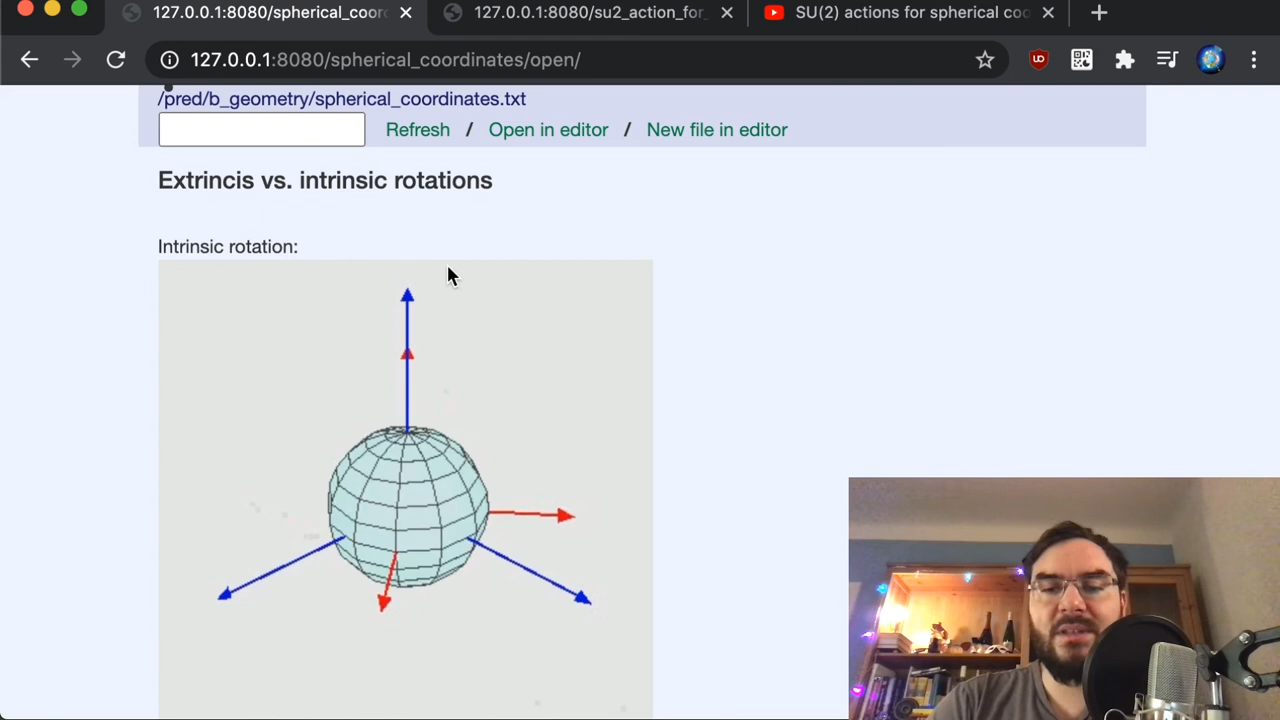 127.0.0.1:8080/spherical_coor
127.0.0.1:8080/su2_action_for_
SU(2) actions for spherical coo
127.0.0.1:8080/spherical_coordinates/open/
/pred/b_geometry/spherical_coordinates.txt
Refresh / Open in editor / New file in editor
Extrincis vs. intrinsic rotations
Intrinsic rotation: